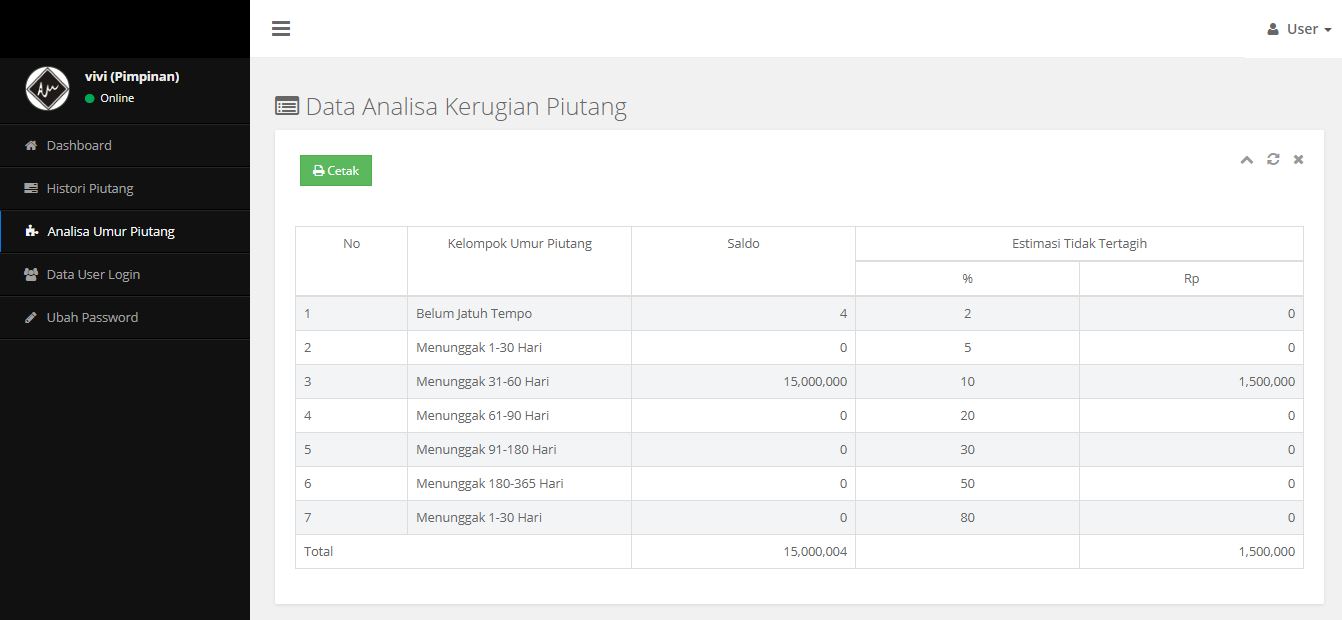 User
vivi (Pimpinan)
Online
Dashboard
Histori Piutang
Analisa Umur Piutang
Data User Login
Ubah Password
Data Analisa Kerugian Piutang
Cetak
No Kelompok Umur Piutang Saldo Estimasi Tidak Tertagih
% Rp
1 Belum Jatuh Tempo 4 2 0
2 Menunggak 1-30 Hari 0 5 0
3 Menunggak 31-60 Hari 15,000,000 10 1,500,000
4 Menunggak 61-90 Hari 0 20 0
5 Menunggak 91-180 Hari 0 30 0
6 Menunggak 180-365 Hari 0 50 0
7 Menunggak 1-30 Hari 0 80 0
Total 15,000,004 1,500,000